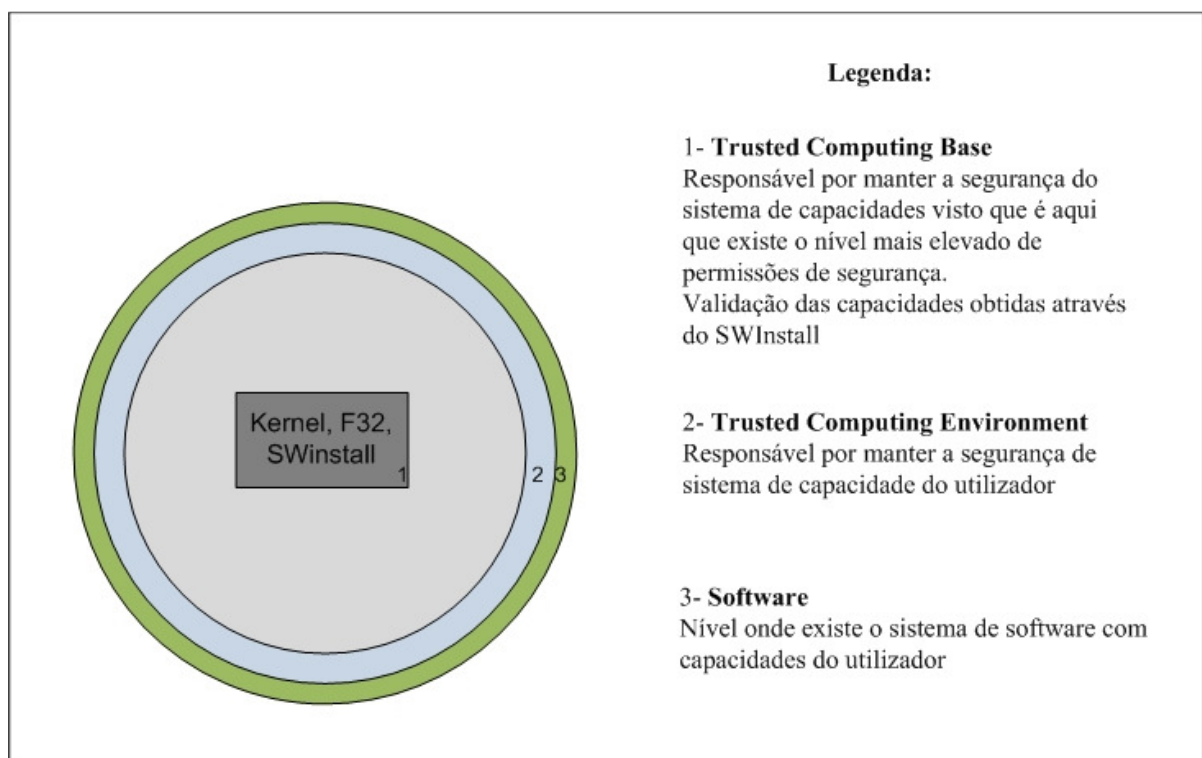 Legenda:
1- Trusted Computing Base
Responsável por manter a segurança do
sistema de capacidades visto que é aqui
que existe o nível mais elevado de
permissões de segurança.
Validação das capacidades obtidas através
do SWInstall
Kernel, F32,
SWinstall
1
2
3
2- Trusted Computing Environment
Responsável por manter a segurança de
sistema de capacidade do utilizador
3- Software
Nível onde existe o sistema de software com
capacidades do utilizador